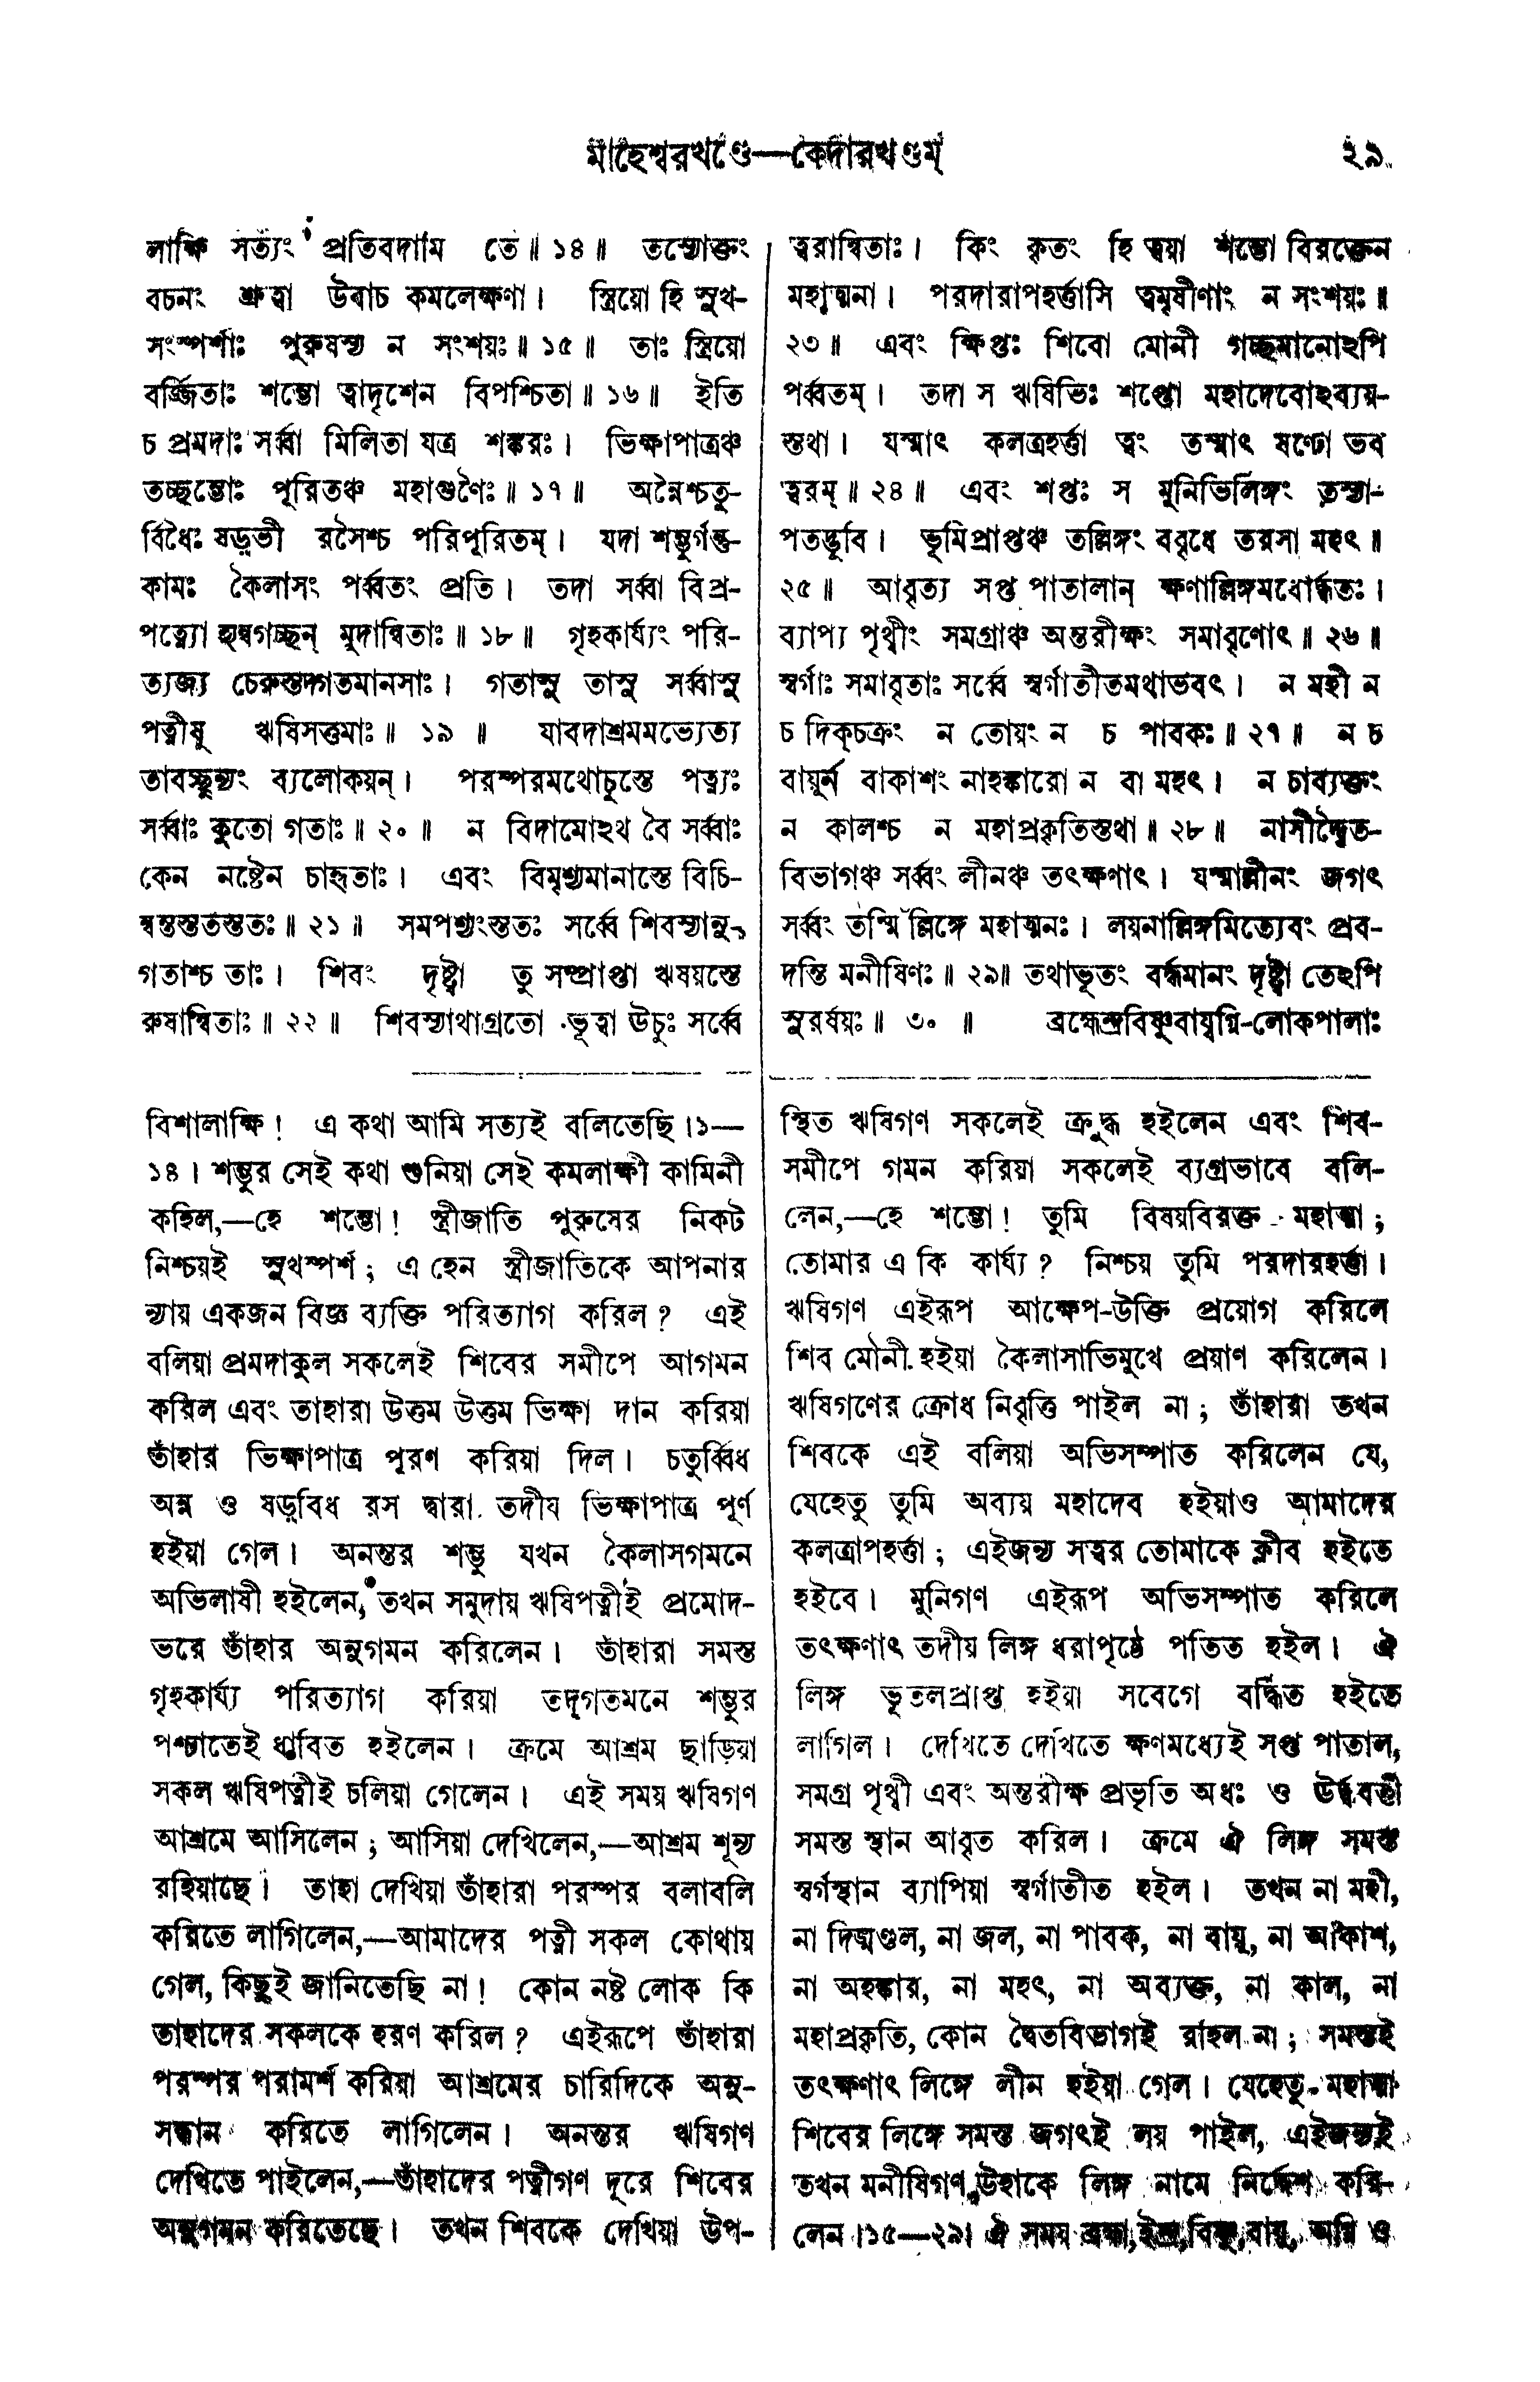 মাহেশ্বরখণ্ডে—কেদারখণ্ডম্
২৯
লাক্ষি সত্যং প্রতিবদামি তে॥ ১৪॥ তস্যোক্তং
বচনং শ্রুত্বা উবাচ কমলেক্ষণা। স্ত্রিয়ো হি সুখ-
সংস্পর্শাঃ পুরুষস্য ন সংশয়ঃ॥ ১৫॥ তাঃ স্ত্রিয়ো
বর্জ্জিতাঃ শম্ভো ত্বাদৃশেন বিপশ্চিতা॥ ১৬॥ ইতি
চ প্রমদাঃ সর্ব্বা মিলিতা যত্র শঙ্করঃ। ভিক্ষাপাত্রঞ্চ
তচ্ছম্ভোঃ পূরিতঞ্চ মহাগুণৈঃ॥ ১৭॥ অন্নৈশ্চতু-
র্বিধৈঃ ষড়্ভী রসৈশ্চ পরিপূরিতম্। যদা শম্ভুর্গন্তু-
কামঃ কৈলাসং পর্ব্বতং প্রতি। তদা সর্ব্বা বিপ্র-
পত্ন্যো হ্যন্বগচ্ছন্ মুদান্বিতাঃ॥ ১৮॥ গৃহকার্য্যং পরি-
ত্যজ্য চেরুস্তদ্গতমানসাঃ। গতাসু তাসু সর্ব্বাসু
পত্নীষু ঋষিসত্তমাঃ॥ ১৯ ॥ যাবদাশ্রমমভ্যেত্য
তাবচ্ছূন্যং ব্যলোকয়ন্। পরস্পরমথোচুস্তে পত্ন্যঃ
সর্ব্বাঃ কুতো গতাঃ॥ ২০॥ ন বিদামোঽথ বৈ সর্ব্বাঃ
কেন নষ্টেন চাহৃতাঃ। এবং বিমৃশ্যমানাস্তে বিচি-
ন্বন্তস্ততস্ততঃ॥ ২১॥ সমপশ্যংস্ততঃ সর্ব্বে শিবস্যানু-
গতাশ্চ তাঃ। শিবং দৃষ্ট্বা তু সম্প্রাপ্তা ঋষয়স্তে
রুষান্বিতাঃ॥ ২২॥ শিবস্যাথাগ্রতো ভূত্বা ঊচুঃ সর্ব্বে
ত্বরান্বিতাঃ। কিং কৃতং হি ত্বয়া শম্ভো বিরক্তেন
মহাত্মনা। পরদারাপহর্ত্তাসি ত্বমৃষীণাং ন সংশয়ঃ॥
২৩॥ এবং ক্ষিপ্তঃ শিবো মৌনী গচ্ছমানোঽপি
পর্ব্বতম্। তদা স ঋষিভিঃ শপ্তো মহাদেবোঽব্যয়-
স্তথা। যস্মাৎ কলত্রহর্ত্তা ত্বং তস্মাৎ ষণ্ঢো ভব
ত্বরম্॥ ২৪॥ এবং শপ্তঃ স মুনিভির্লিঙ্গং তস্যা-
পতদ্ভুবি। ভূমিপ্রাপ্তঞ্চ তল্লিঙ্গং ববৃধে তরসা মহৎ॥
২৫॥ আবৃত্য সপ্ত পাতালান্ ক্ষণাল্লিঙ্গমধোর্দ্ধতঃ।
ব্যাপ্য পৃথ্বীং সমগ্রাঞ্চ অন্তরীক্ষং সমাবৃণোৎ॥ ২৬॥
স্বর্গাঃ সমাবৃতাঃ সর্ব্বে স্বর্গাতীতমথাভবৎ। ন মহী ন
চ দিক্‌চক্রং ন তোয়ং ন চ পাবকঃ॥ ২৭॥ ন চ
বায়ুর্ন বাকাশং নাহঙ্কারো ন বা মহৎ। ন চাব্যক্তং
ন কালশ্চ ন মহাপ্রকৃতিস্তথা॥ ২৮॥ নাসীদ্দ্বৈত-
বিভাগঞ্চ সর্ব্বং লীনঞ্চ তৎক্ষণাৎ। যস্মাল্লীনং জগৎ
সর্ব্বং তস্মিঁল্লিঙ্গে মহাত্মনঃ। লয়নাল্লিঙ্গমিত্যেবং প্রব-
দন্তি মনীষিণঃ॥ ২৯॥ তথাভূতং বর্দ্ধমানং দৃষ্ট্বা তেঽপি
সুরর্ষয়ঃ॥ ৩০॥ ব্রহ্মেন্দ্রবিষ্ণুবায়্বগ্নি-লোকপালাঃ
বিশালাক্ষি! এ কথা আমি সত্যই বলিতেছি।১—
১৪। শম্ভুর সেই কথা শুনিয়া সেই কমলাক্ষী কামিনী
কহিল,—হে শম্ভো! স্ত্রীজাতি পুরুষের নিকট
নিশ্চয়ই সুখস্পর্শ; এ হেন স্ত্রীজাতিকে আপনার
ন্যায় একজন বিজ্ঞ ব্যক্তি পরিত্যাগ করিল? এই
বলিয়া প্রমদাকুল সকলেই শিবের সমীপে আগমন
করিল এবং তাহারা উত্তম উত্তম ভিক্ষা দান করিয়া
তাঁহার ভিক্ষাপাত্র পূরণ করিয়া দিল। চতুর্ব্বিধ
অন্ন ও ষড়্‌বিধ রস দ্বারা তদীয় ভিক্ষাপাত্র পূর্ণ
হইয়া গেল। অনন্তর শম্ভু যখন কৈলাসগমনে
অভিলাষী হইলেন, তখন সমুদায় ঋষিপত্নীই প্রমোদ-
ভরে তাঁহার অনুগমন করিলেন। তাঁহারা সমস্ত
গৃহকার্য্য পরিত্যাগ করিয়া তদ্গতমনে শম্ভুর
পশ্চাতেই ধাবিত হইলেন। ক্রমে আশ্রম ছাড়িয়া
সকল ঋষিপত্নীই চলিয়া গেলেন। এই সময় ঋষিগণ
আশ্রমে আসিলেন; আসিয়া দেখিলেন,—আশ্রম শূন্য
রহিয়াছে। তাহা দেখিয়া তাঁহারা পরস্পর বলাবলি
করিতে লাগিলেন,—আমাদের পত্নী সকল কোথায়
গেল, কিছুই জানিতেছি না! কোন নষ্ট লোক কি
তাহাদের সকলকে হরণ করিল? এইরূপে তাঁহারা
পরস্পর পরামর্শ করিয়া আশ্রমের চারিদিকে অনু-
সন্ধান করিতে লাগিলেন। অনন্তর ঋষিগণ
দেখিতে পাইলেন,—তাঁহাদের পত্নীগণ দূরে শিবের
অনুগমন করিতেছে। তখন শিবকে দেখিয়া উপ-
স্থিত ঋষিগণ সকলেই ক্রুদ্ধ হইলেন এবং শিব-
সমীপে গমন করিয়া সকলেই ব্যগ্রভাবে বলি-
লেন,—হে শম্ভো! তুমি বিষয়বিরক্ত মহাত্মা;
তোমার এ কি কার্য্য? নিশ্চয় তুমি পরদারহর্ত্তা।
ঋষিগণ এইরূপ আক্ষেপ-উক্তি প্রয়োগ করিলে
শিব মৌনী হইয়া কৈলাসাভিমুখে প্রয়াণ করিলেন।
ঋষিগণের ক্রোধ নিবৃত্তি পাইল না; তাঁহারা তখন
শিবকে এই বলিয়া অভিসম্পাত করিলেন যে,
যেহেতু তুমি অব্যয় মহাদেব হইয়াও আমাদের
কলত্রাপহর্ত্তা; এইজন্য সত্বর তোমাকে ক্লীব হইতে
হইবে। মুনিগণ এইরূপ অভিসম্পাত করিলে
তৎক্ষণাৎ তদীয় লিঙ্গ ধরাপৃষ্ঠে পতিত হইল। ঐ
লিঙ্গ ভূতলপ্রাপ্ত হইয়া সবেগে বর্দ্ধিত হইতে
লাগিল। দেখিতে দেখিতে ক্ষণমধ্যেই সপ্ত পাতাল,
সমগ্র পৃথ্বী এবং অন্তরীক্ষ প্রভৃতি অধঃ ও ঊর্দ্ধবর্ত্তী
সমস্ত স্থান আবৃত করিল। ক্রমে ঐ লিঙ্গ সমস্ত
স্বর্গস্থান ব্যাপিয়া স্বর্গাতীত হইল। তখন না মহী,
না দিঙ্মণ্ডল, না জল, না পাবক, না বায়ু, না আকাশ,
না অহঙ্কার, না মহৎ, না অব্যক্ত, না কাল, না
মহাপ্রকৃতি, কোন দ্বৈতবিভাগই রহিল না; সমস্তই
তৎক্ষণাৎ লিঙ্গে লীন হইয়া গেল। যেহেতু মহাত্মা
শিবের লিঙ্গে সমস্ত জগৎই লয় পাইল, এইজন্যই
তখন মনীষিগণ উহাকে লিঙ্গ নামে নির্দ্দেশ করি-
লেন।১৫—২৯। ঐ সময় ব্রহ্মা, ইন্দ্র, বিষ্ণু, বায়ু, অগ্নি ও